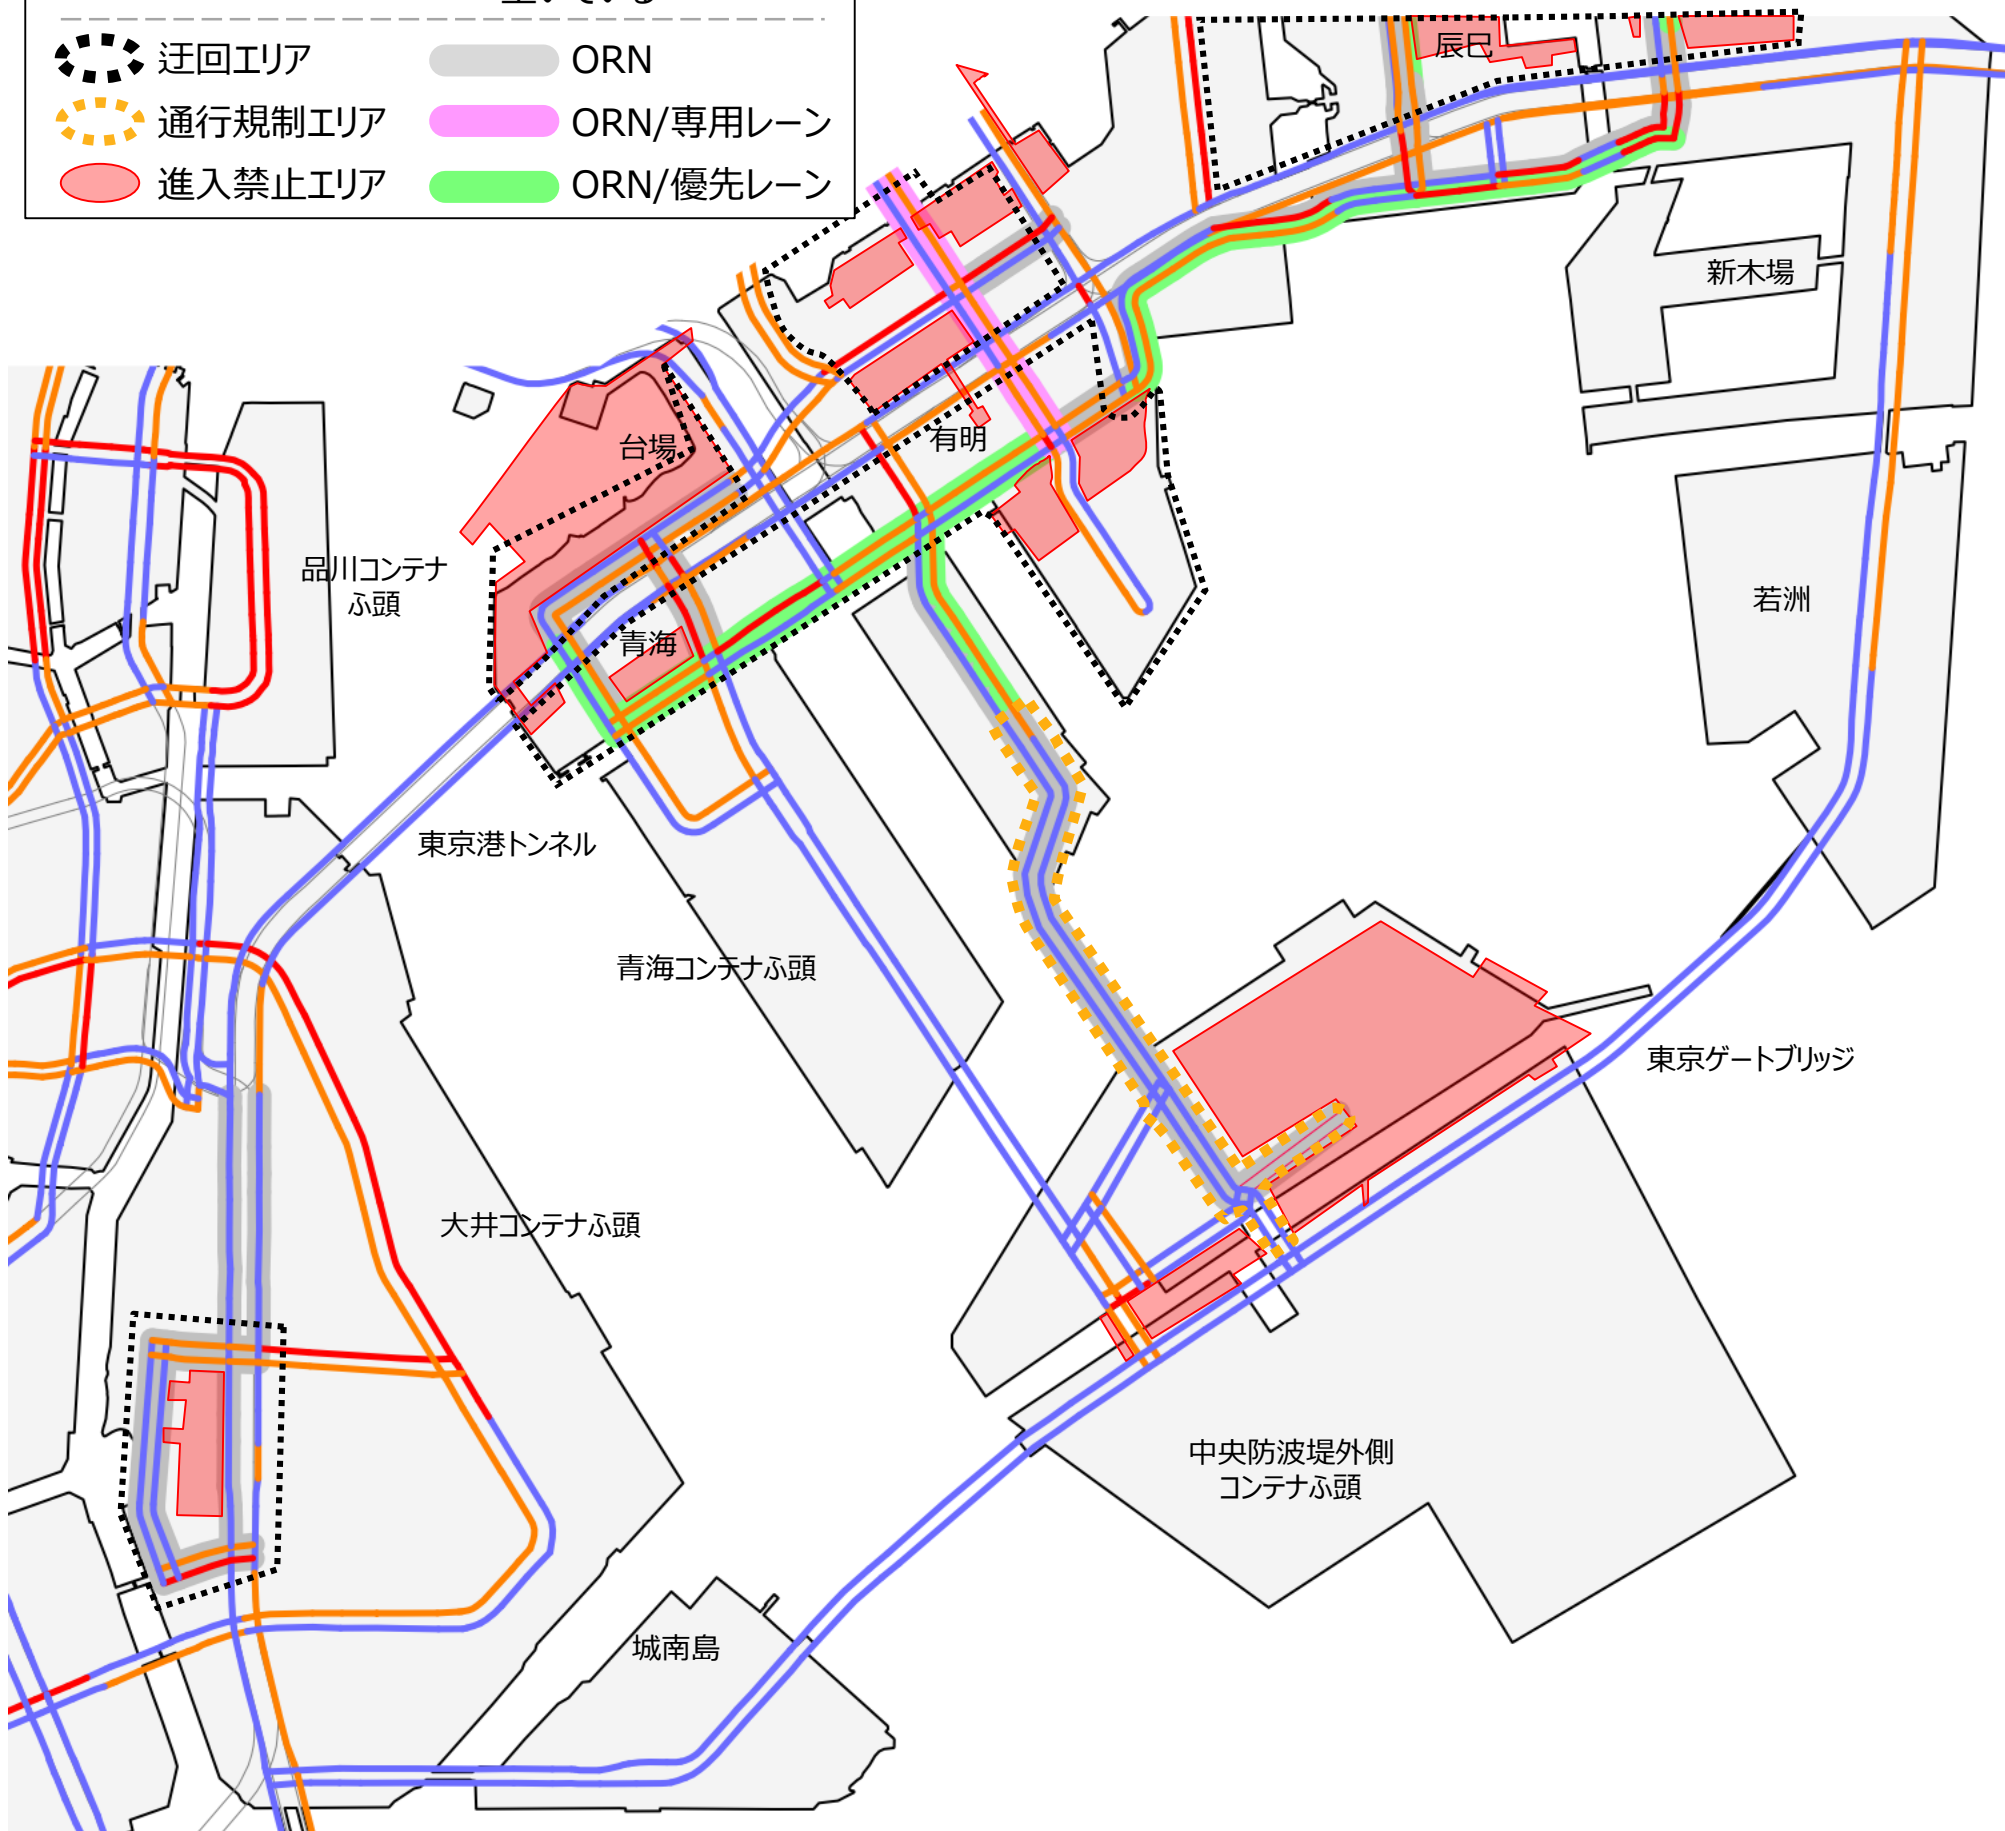 空いている
迂回エリア
ORN
通行規制エリア
ORN/専用レーン
進入禁止エリア
ORN/優先レーン
辰巳
新木場
台場
有明
品川コンテナ
ふ頭
若洲
青海
東京港トンネル
青海コンテナふ頭
東京ゲートブリッジ
大井コンテナふ頭
中央防波堤外側
コンテナふ頭
城南島